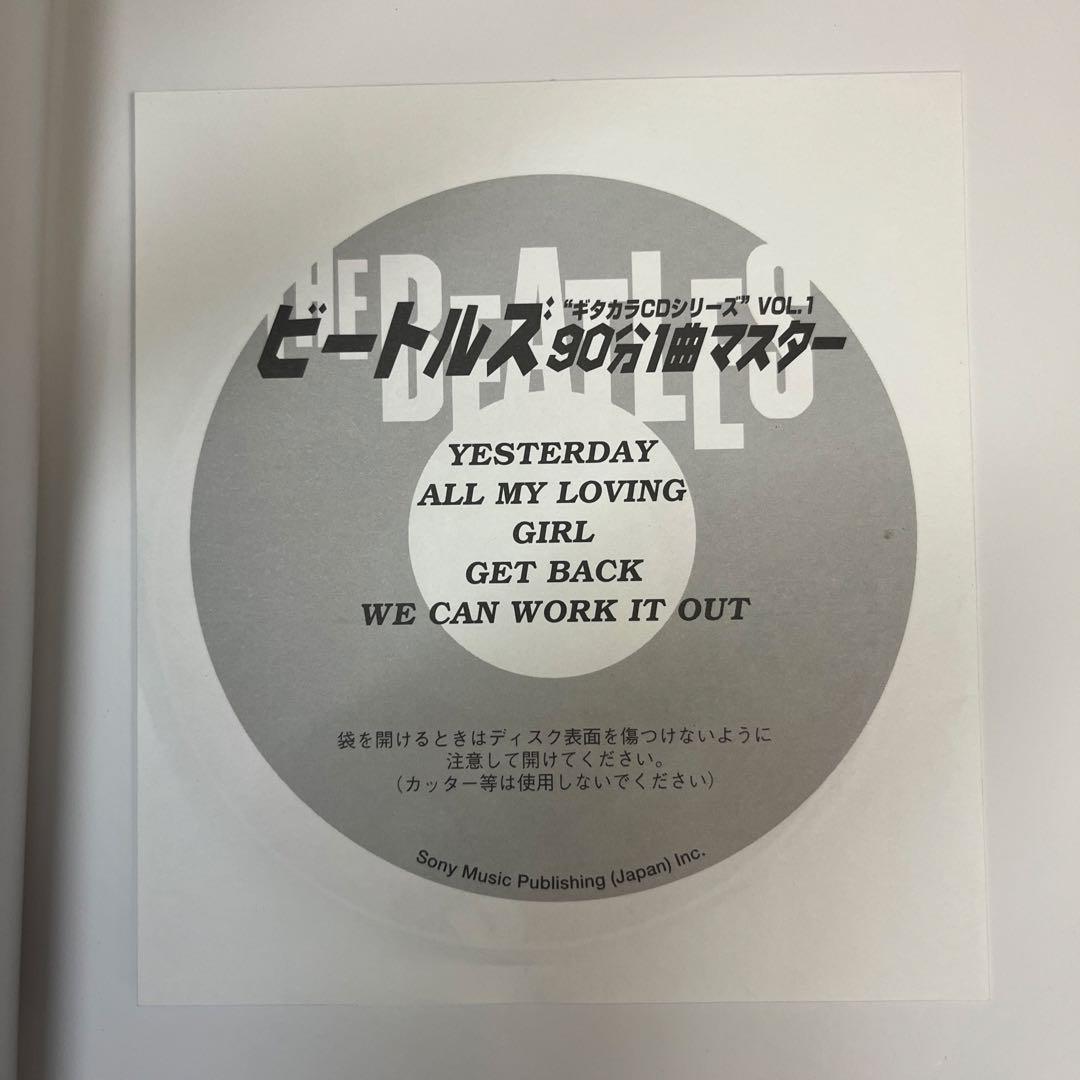 THE BEATLES
"ギタカラCDシリーズ" VOL.1
ビートルズ:90分1曲マスター
YESTERDAY
ALL MY LOVING
GIRL
GET BACK
WE CAN WORK IT OUT
袋を開けるときはディスク表面を傷つけないように
注意して開けてください。
（カッター等は使用しないでください）
Sony Music Publishing (Japan) Inc.